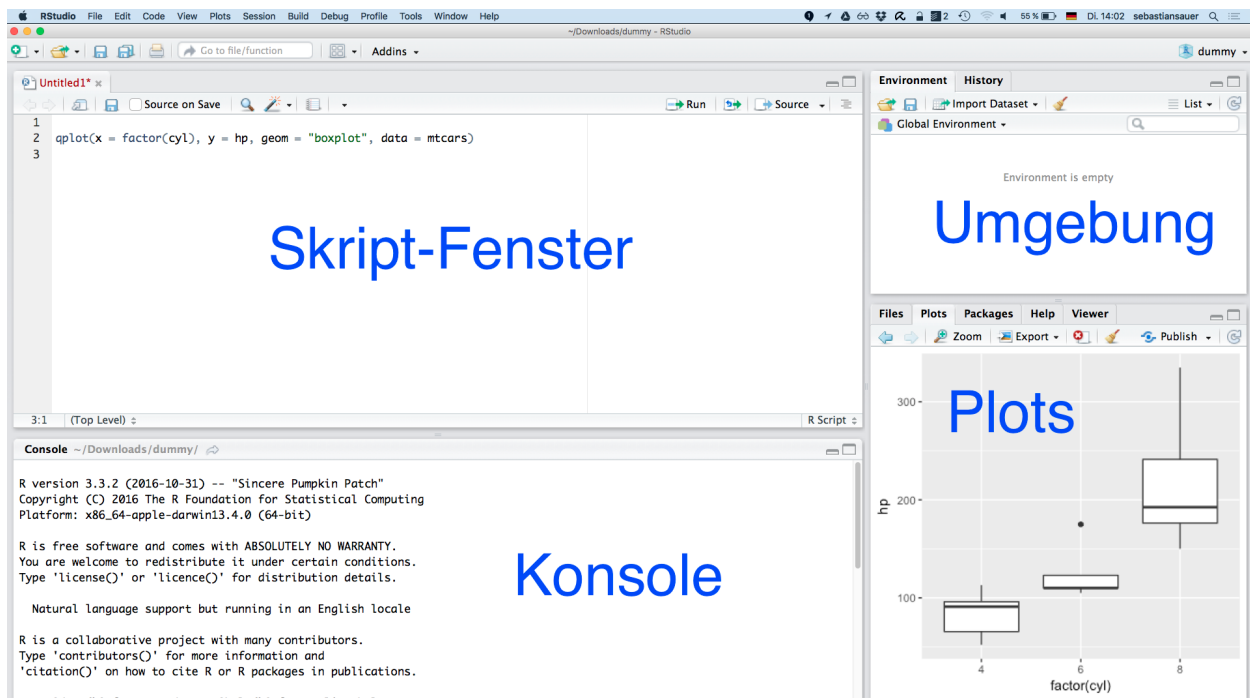 RStudio File Edit Code View Plots Session Build Debug Profile Tools Window Help 2 55% Di. 14:02 sebastiansauer
~/Downloads/dummy - RStudio
Go to file/function Addins dummy
Untitled1*
Source on Save Run Source
1
2 qplot(x = factor(cyl), y = hp, geom = "boxplot", data = mtcars)
3
Skript-Fenster
3:1 (Top Level) R Script
Console ~/Downloads/dummy/
R version 3.3.2 (2016-10-31) -- "Sincere Pumpkin Patch"
Copyright (C) 2016 The R Foundation for Statistical Computing
Platform: x86_64-apple-darwin13.4.0 (64-bit)
R is free software and comes with ABSOLUTELY NO WARRANTY.
You are welcome to redistribute it under certain conditions.
Type 'license()' or 'licence()' for distribution details.
Natural language support but running in an English locale
R is a collaborative project with many contributors.
Type 'contributors()' for more information and
'citation()' on how to cite R or R packages in publications.
Konsole
Environment History
Import Dataset List
Global Environment
Environment is empty
Umgebung
Files Plots Packages Help Viewer
Zoom Export Publish
Plots
300
200
100
hp
4 6 8
factor(cyl)